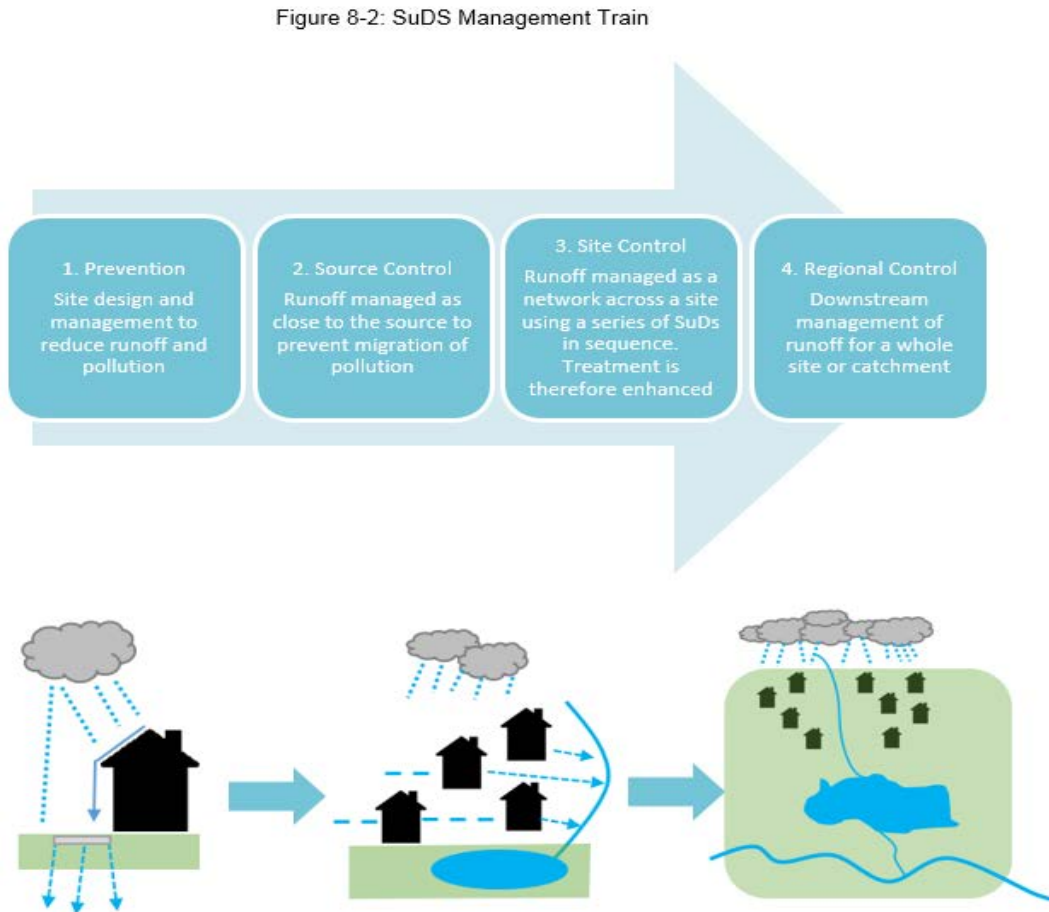 Figure 8-2: SuDS Management Train
1. Prevention
Site design and
management to
reduce runoff and
pollution
2. Source Control
Runoff managed as
close to the source to
prevent migration of
pollution
3. Site Control
Runoff managed as a
network across a site
using a series of SuDs
in sequence.
Treatment is
therefore enhanced
4. Regional Control
Downstream
management of
runoff for a whole
site or catchment